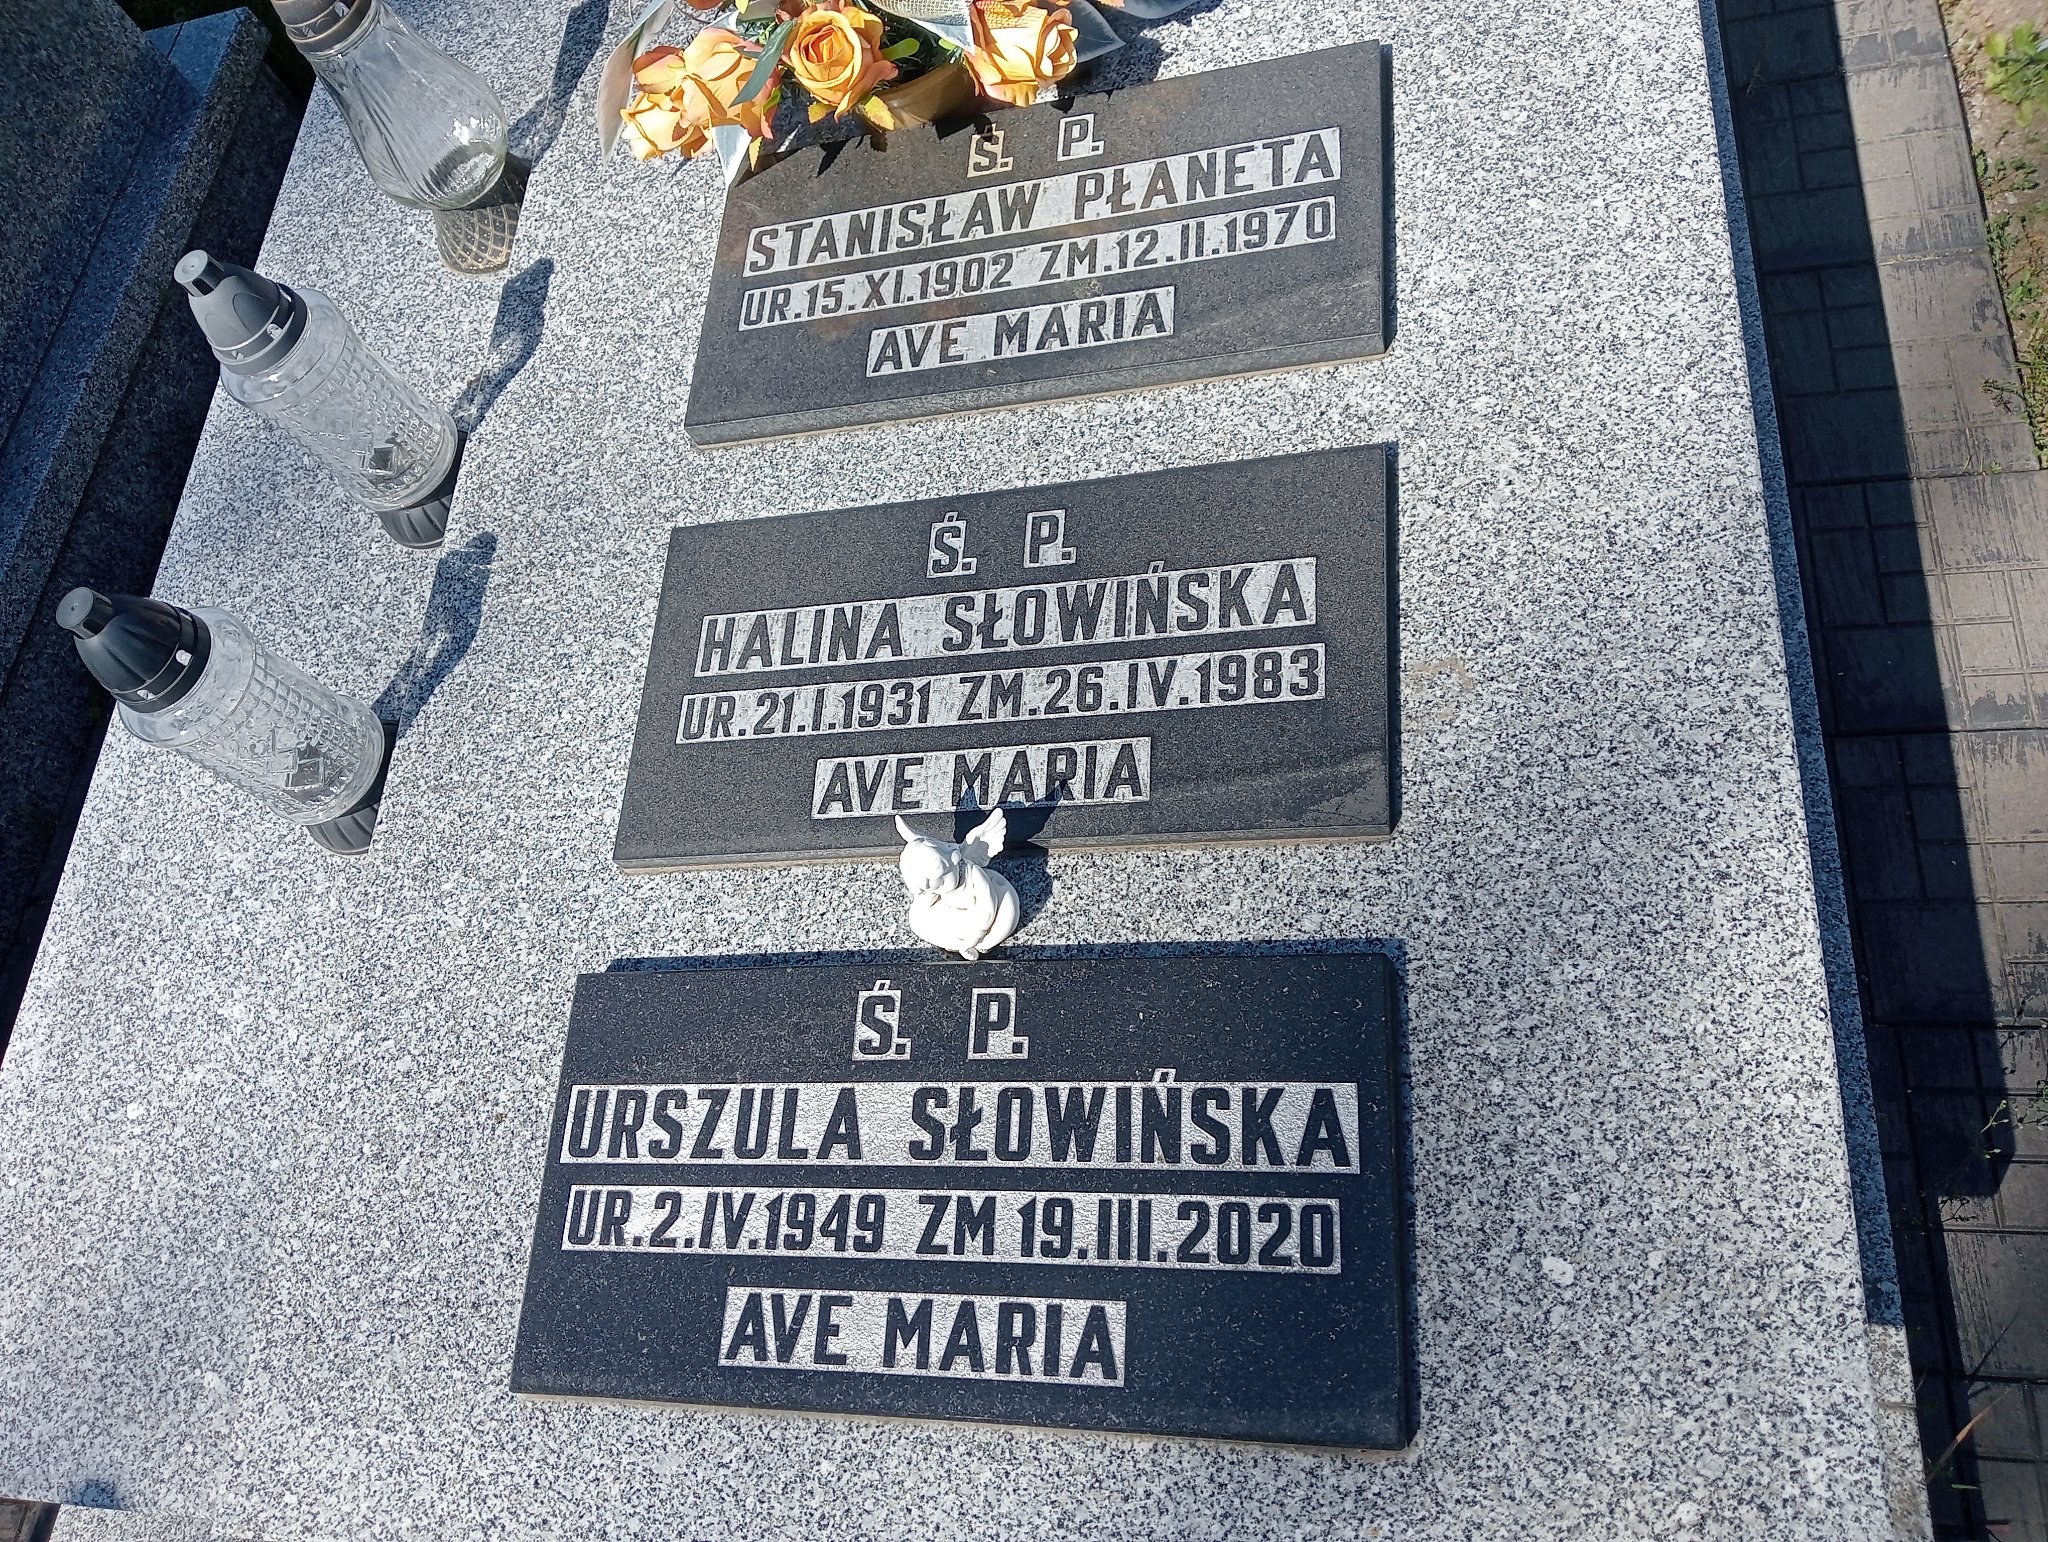 Ś. P.
STANISŁAW PŁANETA
UR.15.XI.1902 ZM.12.II.1970
AVE MARIA
Ś. P.
HALINA SŁOWIŃSKA
UR.21.I.1931 ZM.26.IV.1983
AVE MARIA
Ś. P.
URSZULA SŁOWIŃSKA
UR.2.IV.1949 ZM 19.III.2020
AVE MARIA